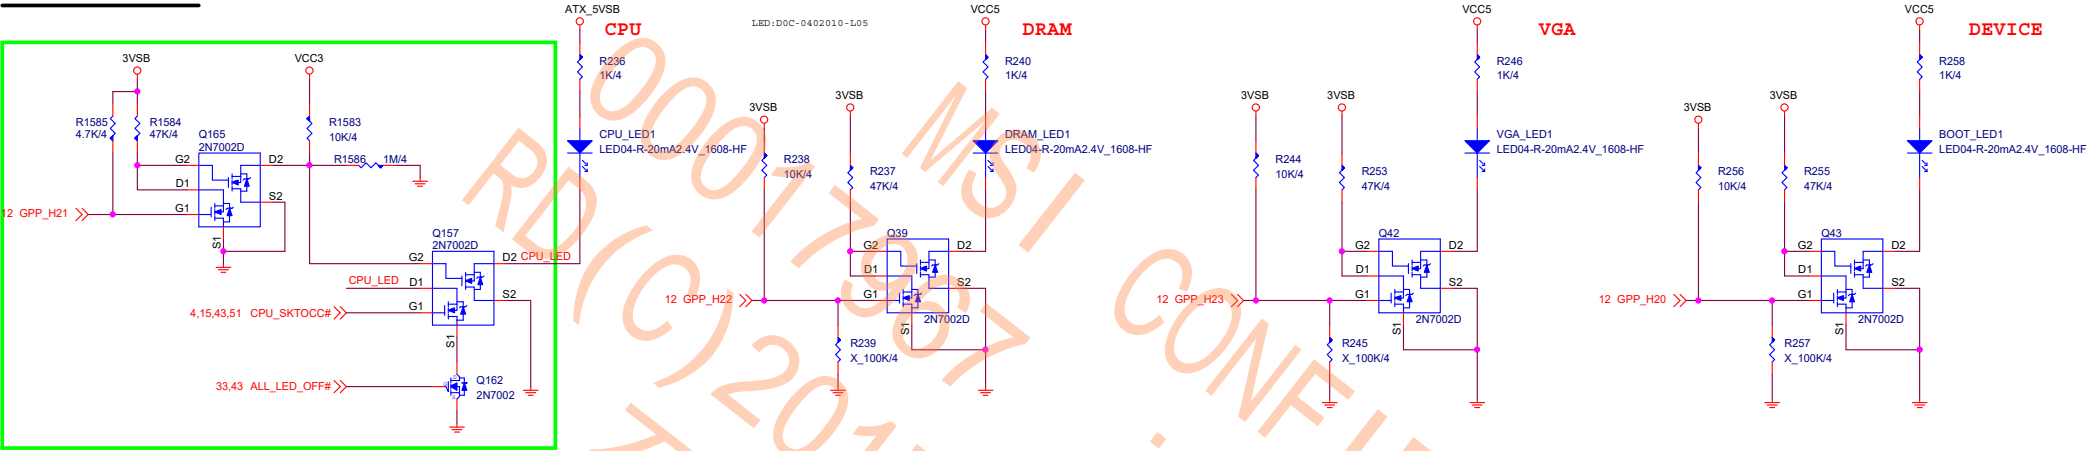 ATX_5VSB
CPU
LED:D0C-0402010-L05
VCC5
DRAM
VCC5
VGA
VCC5
DEVICE
3VSB
VCC3
R236
1K/4
R240
1K/4
R246
1K/4
R258
1K/4
R1585
4.7K/4
R1584
47K/4
Q165
2N7002D
R1583
10K/4
R1586
1M/4
G2
D2
D1
S2
G1
S1
12 GPP_H21
CPU_LED1
LED04-R-20mA2.4V_1608-HF
Q157
2N7002D
G2
D2
CPU_LED
CPU_LED
D1
S2
G1
S1
4,15,43,51 CPU_SKTOCC#
33,43 ALL_LED_OFF#
Q162
2N7002
3VSB
3VSB
R238
10K/4
R237
47K/4
DRAM_LED1
LED04-R-20mA2.4V_1608-HF
Q39
G2
D2
D1
S2
G1
S1
2N7002D
12 GPP_H22
R239
X_100K/4
3VSB
3VSB
R244
10K/4
R253
47K/4
VGA_LED1
LED04-R-20mA2.4V_1608-HF
Q42
G2
D2
D1
S2
G1
S1
2N7002D
12 GPP_H23
R245
X_100K/4
3VSB
3VSB
R256
10K/4
R255
47K/4
BOOT_LED1
LED04-R-20mA2.4V_1608-HF
Q43
G2
D2
D1
S2
G1
S1
2N7002D
12 GPP_H20
R257
X_100K/4
MSI
00017967
RD(C)201